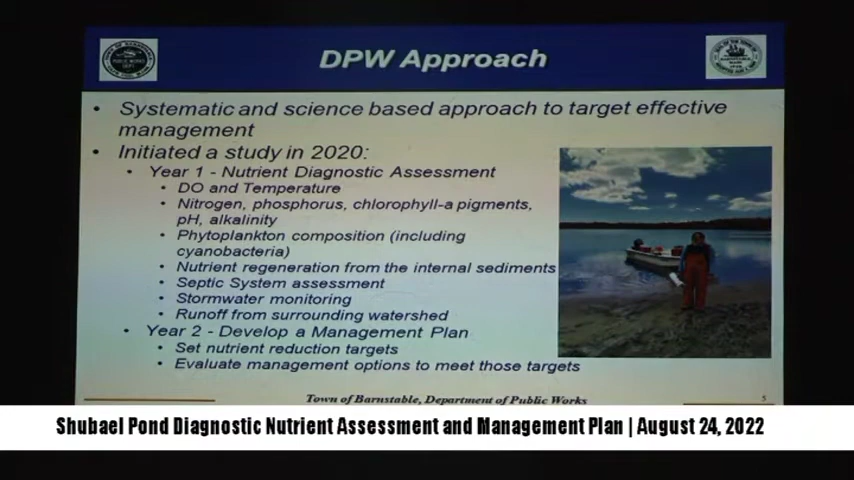 DPW Approach
• Systematic and science based approach to target effective
management
• Initiated a study in 2020:
• Year 1 - Nutrient Diagnostic Assessment
• DO and Temperature
• Nitrogen, phosphorus, chlorophyll-a pigments,
pH, alkalinity
• Phytoplankton composition (including
cyanobacteria)
• Nutrient regeneration from the internal sediments
• Septic System assessment
• Stormwater monitoring
• Runoff from surrounding watershed
• Year 2 - Develop a Management Plan
• Set nutrient reduction targets
• Evaluate management options to meet those targets
Town of Barnstable, Department of Public Works
5
Shubael Pond Diagnostic Nutrient Assessment and Management Plan | August 24, 2022